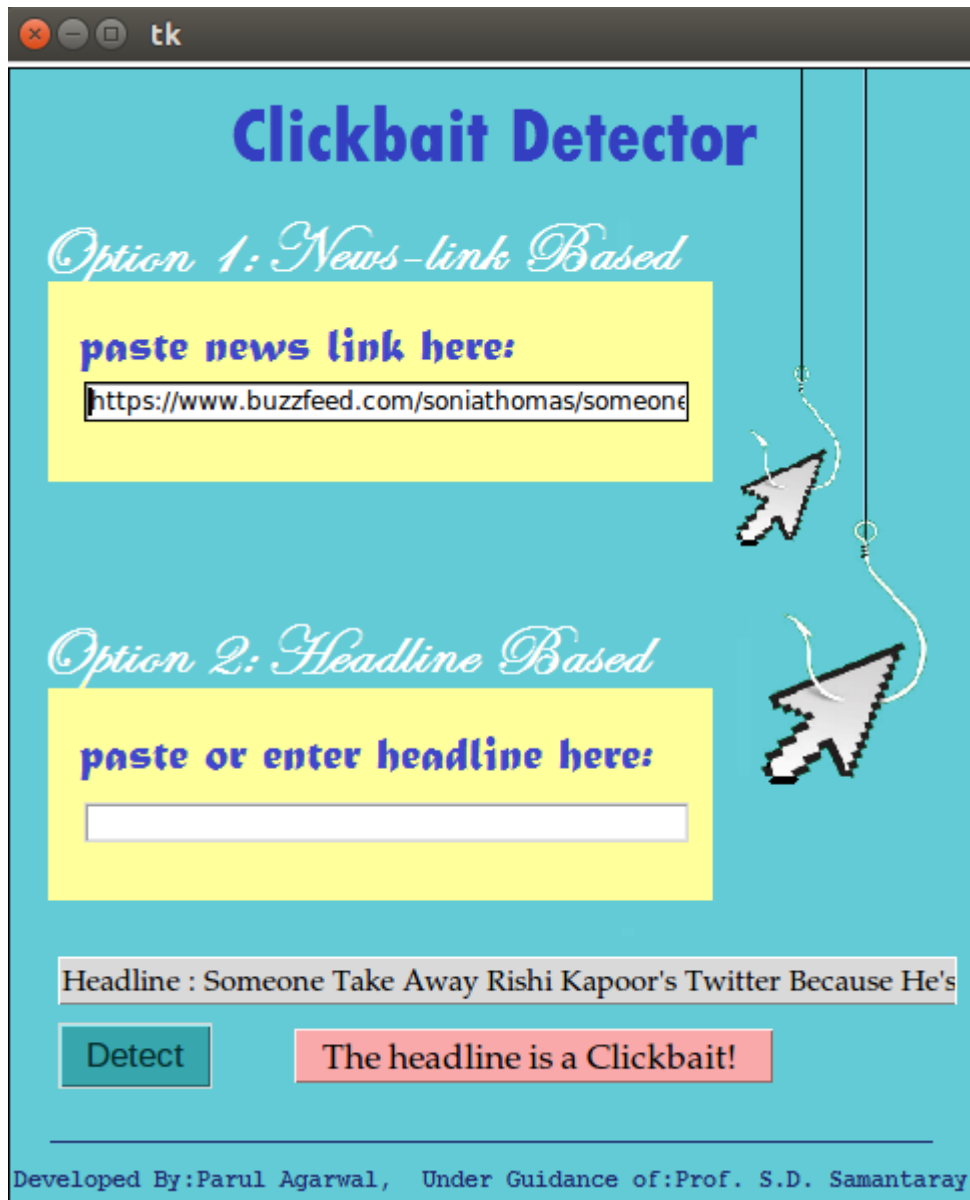 tk
Clickbait Detector
Option 1: News-link Based
paste news link here:
https://www.buzzfeed.com/soniathomas/someone
Option 2: Headline Based
paste or enter headline here:
Headline : Someone Take Away Rishi Kapoor's Twitter Because He's
Detect
The headline is a Clickbait!
Developed By:Parul Agarwal, Under Guidance of:Prof. S.D. Samantaray